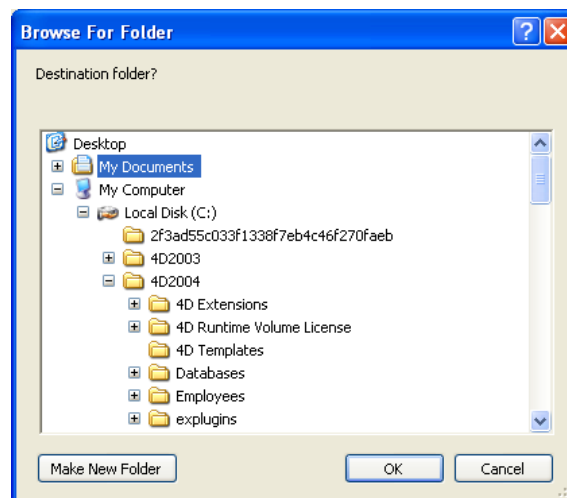 Browse For Folder
Destination folder?
Desktop
My Documents
My Computer
Local Disk (C:)
2f3ad55c033f1338f7eb4c46f270faeb
4D2003
4D2004
4D Extensions
4D Runtime Volume License
4D Templates
Databases
Employees
explugins
Make New Folder OK Cancel